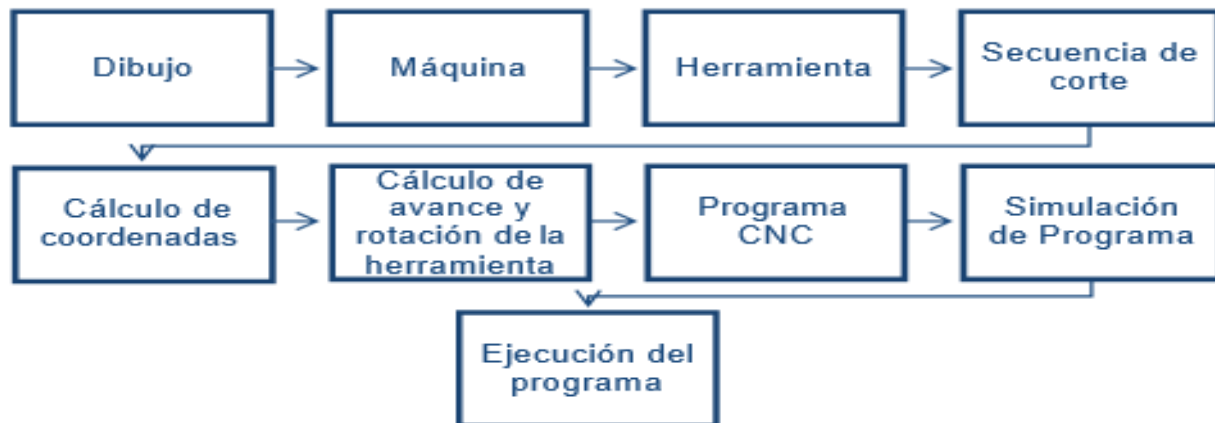 Dibujo
Máquina
Herramienta
Secuencia de
corte
Cálculo de
coordenadas
Cálculo de
avance y
rotación de la
herramienta
Programa
CNC
Simulación
de Programa
Ejecución del
programa